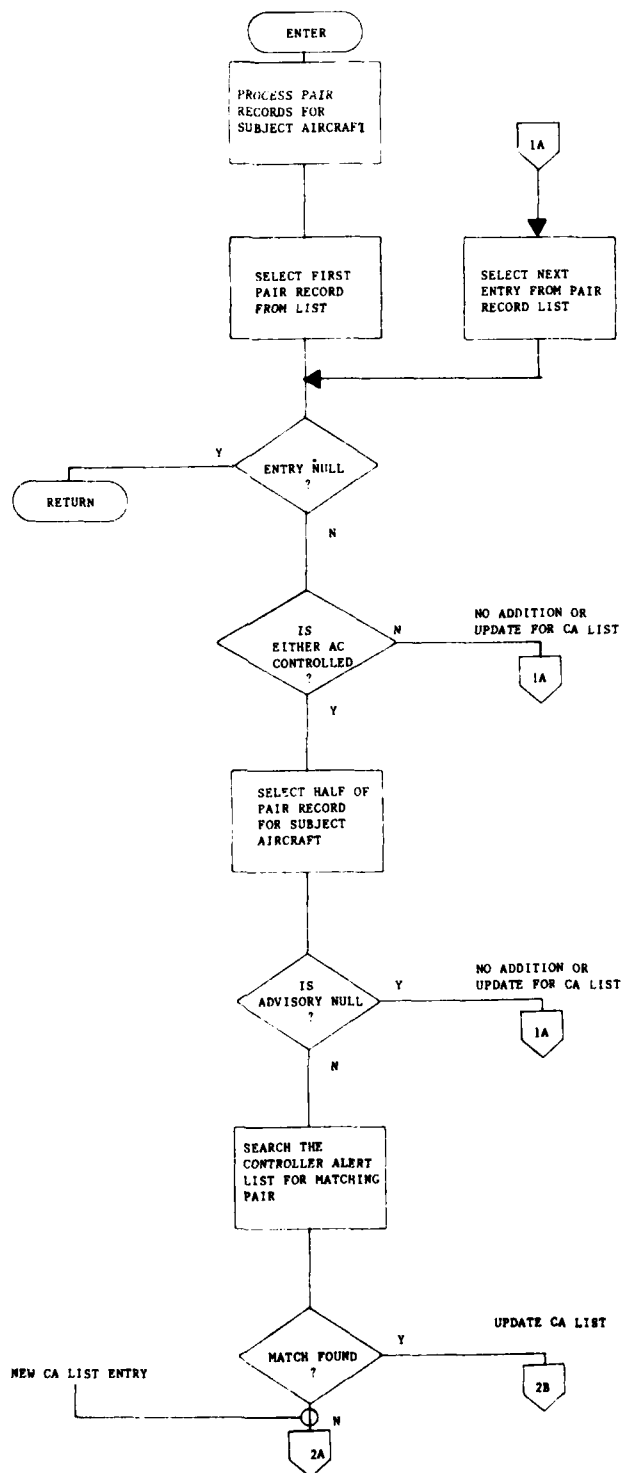 ENTER
PROCESS PAIR
RECORDS FOR
SUBJECT AIRCRAFT
1A
SELECT FIRST
PAIR RECORD
FROM LIST
SELECT NEXT
ENTRY FROM PAIR
RECORD LIST
Y
ENTRY NULL
?
RETURN
N
IS
EITHER AC
CONTROLLED
?
N
NO ADDITION OR
UPDATE FOR CA LIST
1A
Y
SELECT HALF OF
PAIR RECORD
FOR SUBJECT
AIRCRAFT
IS
ADVISORY NULL
?
Y
NO ADDITION OR
UPDATE FOR CA LIST
1A
N
SEARCH THE
CONTROLLER ALERT
LIST FOR MATCHING
PAIR
MATCH FOUND
?
Y
UPDATE CA LIST
2B
NEW CA LIST ENTRY
N
2A